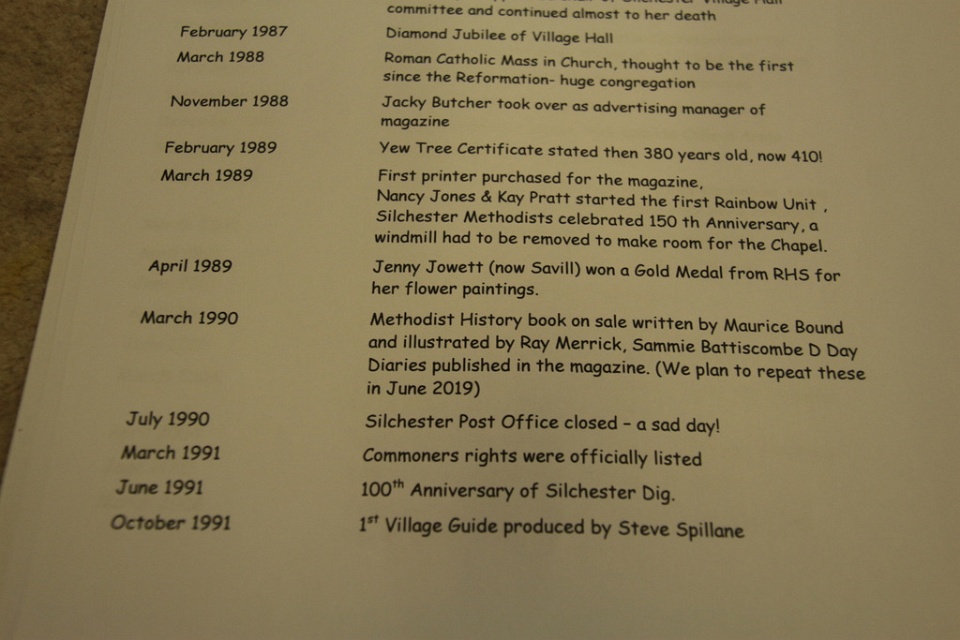 committee and continued almost to her death
February 1987 Diamond Jubilee of Village Hall
March 1988 Roman Catholic Mass in Church, thought to be the first
since the Reformation- huge congregation
November 1988 Jacky Butcher took over as advertising manager of
magazine
February 1989 Yew Tree Certificate stated then 380 years old, now 410!
March 1989 First printer purchased for the magazine,
Nancy Jones & Kay Pratt started the first Rainbow Unit ,
Silchester Methodists celebrated 150 th Anniversary, a
windmill had to be removed to make room for the Chapel.
April 1989 Jenny Jowett (now Savill) won a Gold Medal from RHS for
her flower paintings.
March 1990 Methodist History book on sale written by Maurice Bound
and illustrated by Ray Merrick, Sammie Battiscombe D Day
Diaries published in the magazine. (We plan to repeat these
in June 2019)
July 1990 Silchester Post Office closed – a sad day!
March 1991 Commoners rights were officially listed
June 1991 100th Anniversary of Silchester Dig.
October 1991 1st Village Guide produced by Steve Spillane